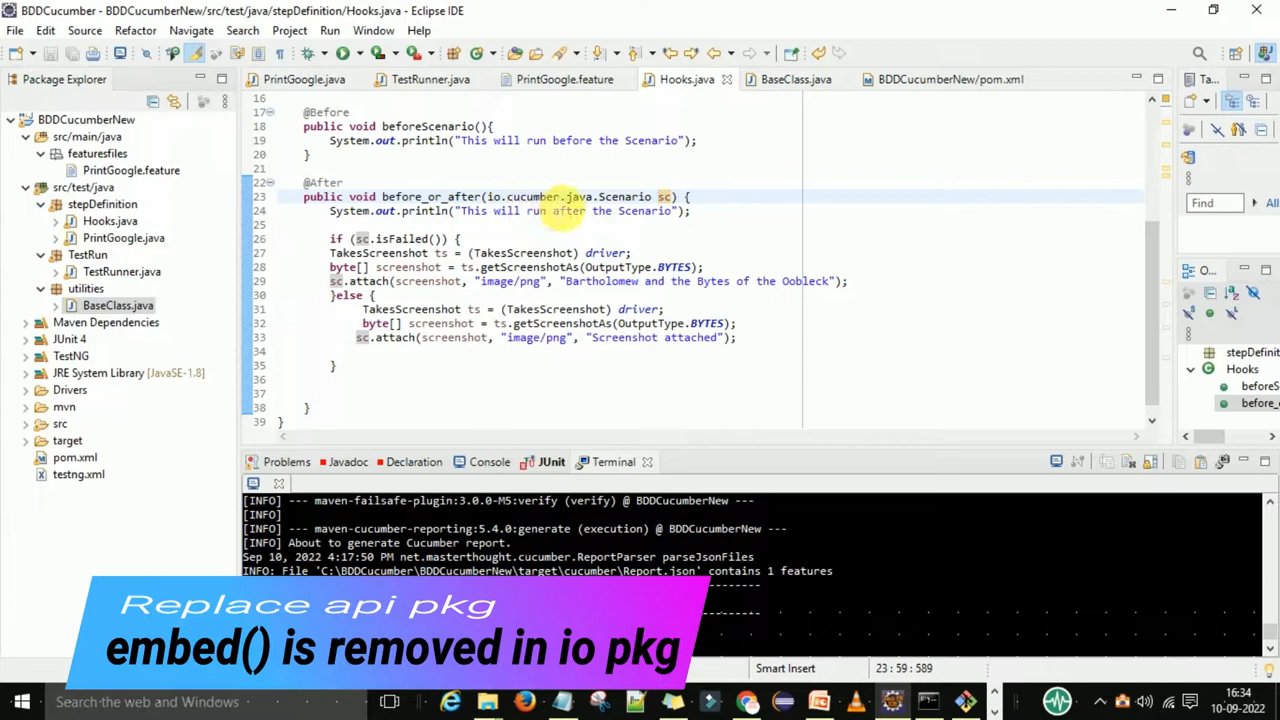 BDDCucumber - BDDCucumberNew/src/test/java/stepDefinition/Hooks.java - Eclipse IDE
File Edit Source Refactor Navigate Search Project Run Window Help
Package Explorer
PrintGoogle.java TestRunner.java PrintGoogle.feature Hooks.java BaseClass.java BDDCucumberNew/pom.xml Ta...
BDDCucumberNew
src/main/java
featuresfiles
PrintGoogle.feature
src/test/java
stepDefinition
Hooks.java
PrintGoogle.java
TestRun
TestRunner.java
utilities
BaseClass.java
Maven Dependencies
JUnit 4
TestNG
JRE System Library [JavaSE-1.8]
Drivers
mvn
src
target
pom.xml
testng.xml
16
17 @Before
18 public void beforeScenario(){
19 System.out.println("This will run before the Scenario");
20 }
21
22 @After
23 public void before_or_after(io.cucumber.java.Scenario sc) {
24 System.out.println("This will run after the Scenario");
25
26 if (sc.isFailed()) {
27 TakesScreenshot ts = (TakesScreenshot) driver;
28 byte[] screenshot = ts.getScreenshotAs(OutputType.BYTES);
29 sc.attach(screenshot, "image/png", "Bartholomew and the Bytes of the Oobleck");
30 }else {
31 TakesScreenshot ts = (TakesScreenshot) driver;
32 byte[] screenshot = ts.getScreenshotAs(OutputType.BYTES);
33 sc.attach(screenshot, "image/png", "Screenshot attached");
34
35 }
36
37
38 }
39 }
Find All
O...
stepDefinit
Hooks
beforeS
before_o
Problems Javadoc Declaration Console JUnit Terminal
[INFO] --- maven-failsafe-plugin:3.0.0-M5:verify (verify) @ BDDCucumberNew ---
[INFO]
[INFO] --- maven-cucumber-reporting:5.4.0:generate (execution) @ BDDCucumberNew ---
[INFO] About to generate Cucumber report.
Sep 10, 2022 4:17:50 PM net.masterthought.cucumber.ReportParser parseJsonFiles
INFO: File 'C:\BDDCucumber\BDDCucumberNew\target\cucumber\Report.json' contains 1 features
Replace api pkg
embed() is removed in io pkg
Smart Insert 23 : 59 : 589
Search the web and Windows
16:34
10-09-2022